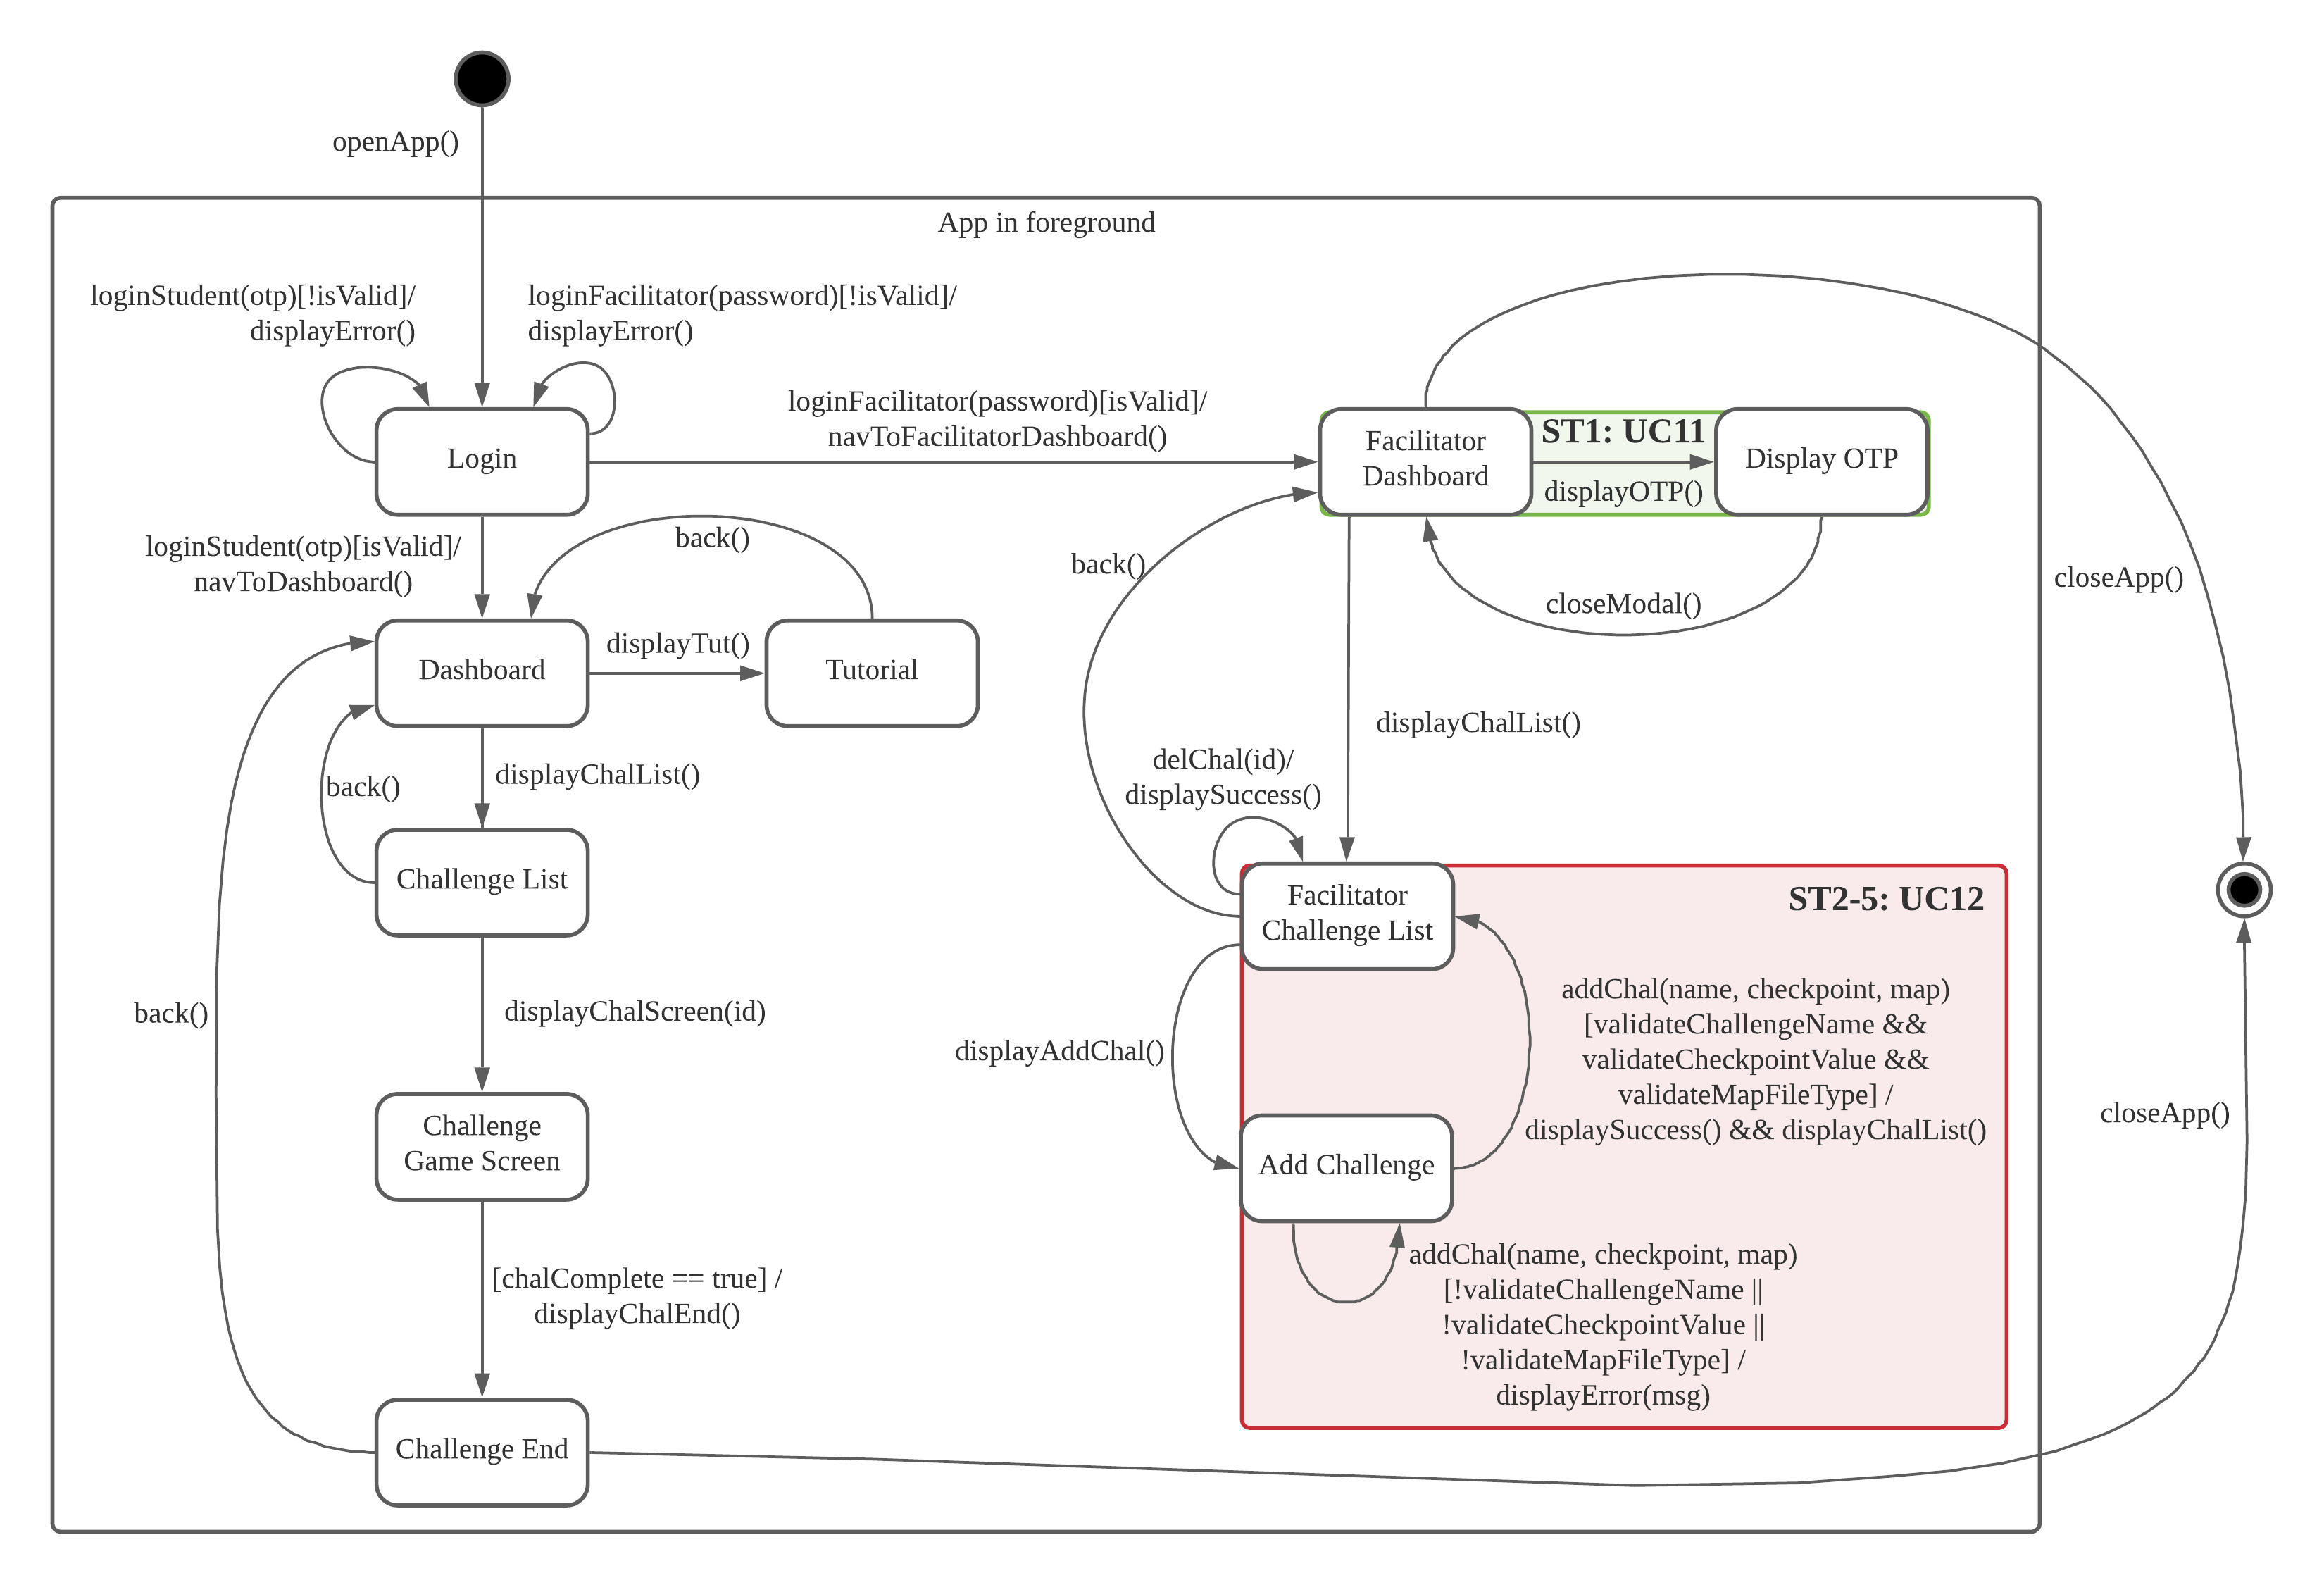 openApp()
App in foreground
loginStudent(otp)[!isValid]/
displayError()
loginFacilitator(password)[!isValid]/
displayError()
loginFacilitator(password)[isValid]/
navToFacilitatorDashboard()
Login
Facilitator
Dashboard
ST1: UC11
displayOTP()
Display OTP
loginStudent(otp)[isValid]/
navToDashboard()
back()
back()
closeModal()
closeApp()
Dashboard
displayTut()
Tutorial
displayChalList()
back()
displayChalList()
delChal(id)/
displaySuccess()
Challenge List
Facilitator
Challenge List
ST2-5: UC12
back()
displayChalScreen(id)
displayAddChal()
addChal(name, checkpoint, map)
[validateChallengeName &&
validateCheckpointValue &&
validateMapFileType] /
displaySuccess() && displayChalList()
closeApp()
Challenge
Game Screen
Add Challenge
[chalComplete == true] /
displayChalEnd()
addChal(name, checkpoint, map)
[!validateChallengeName ||
!validateCheckpointValue ||
!validateMapFileType] /
displayError(msg)
Challenge End